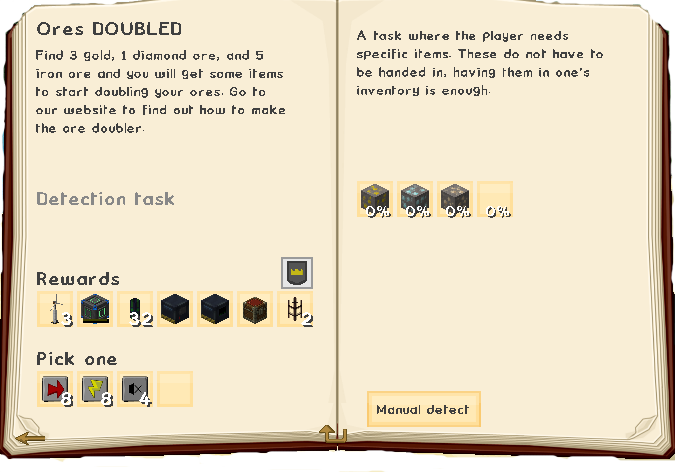 Ores DOUBLED
Find 3 gold, 1 diamond ore, and 5
iron ore and you will get some items
to start doubling your ores. Go to
our website to find out how to make
the ore doubler.
Detection task
Rewards
3
32
2
Pick one
8
8
4
A task where the player needs
specific items. These do not have to
be handed in, having them in one's
inventory is enough.
0% 0% 0% 0%
Manual detect